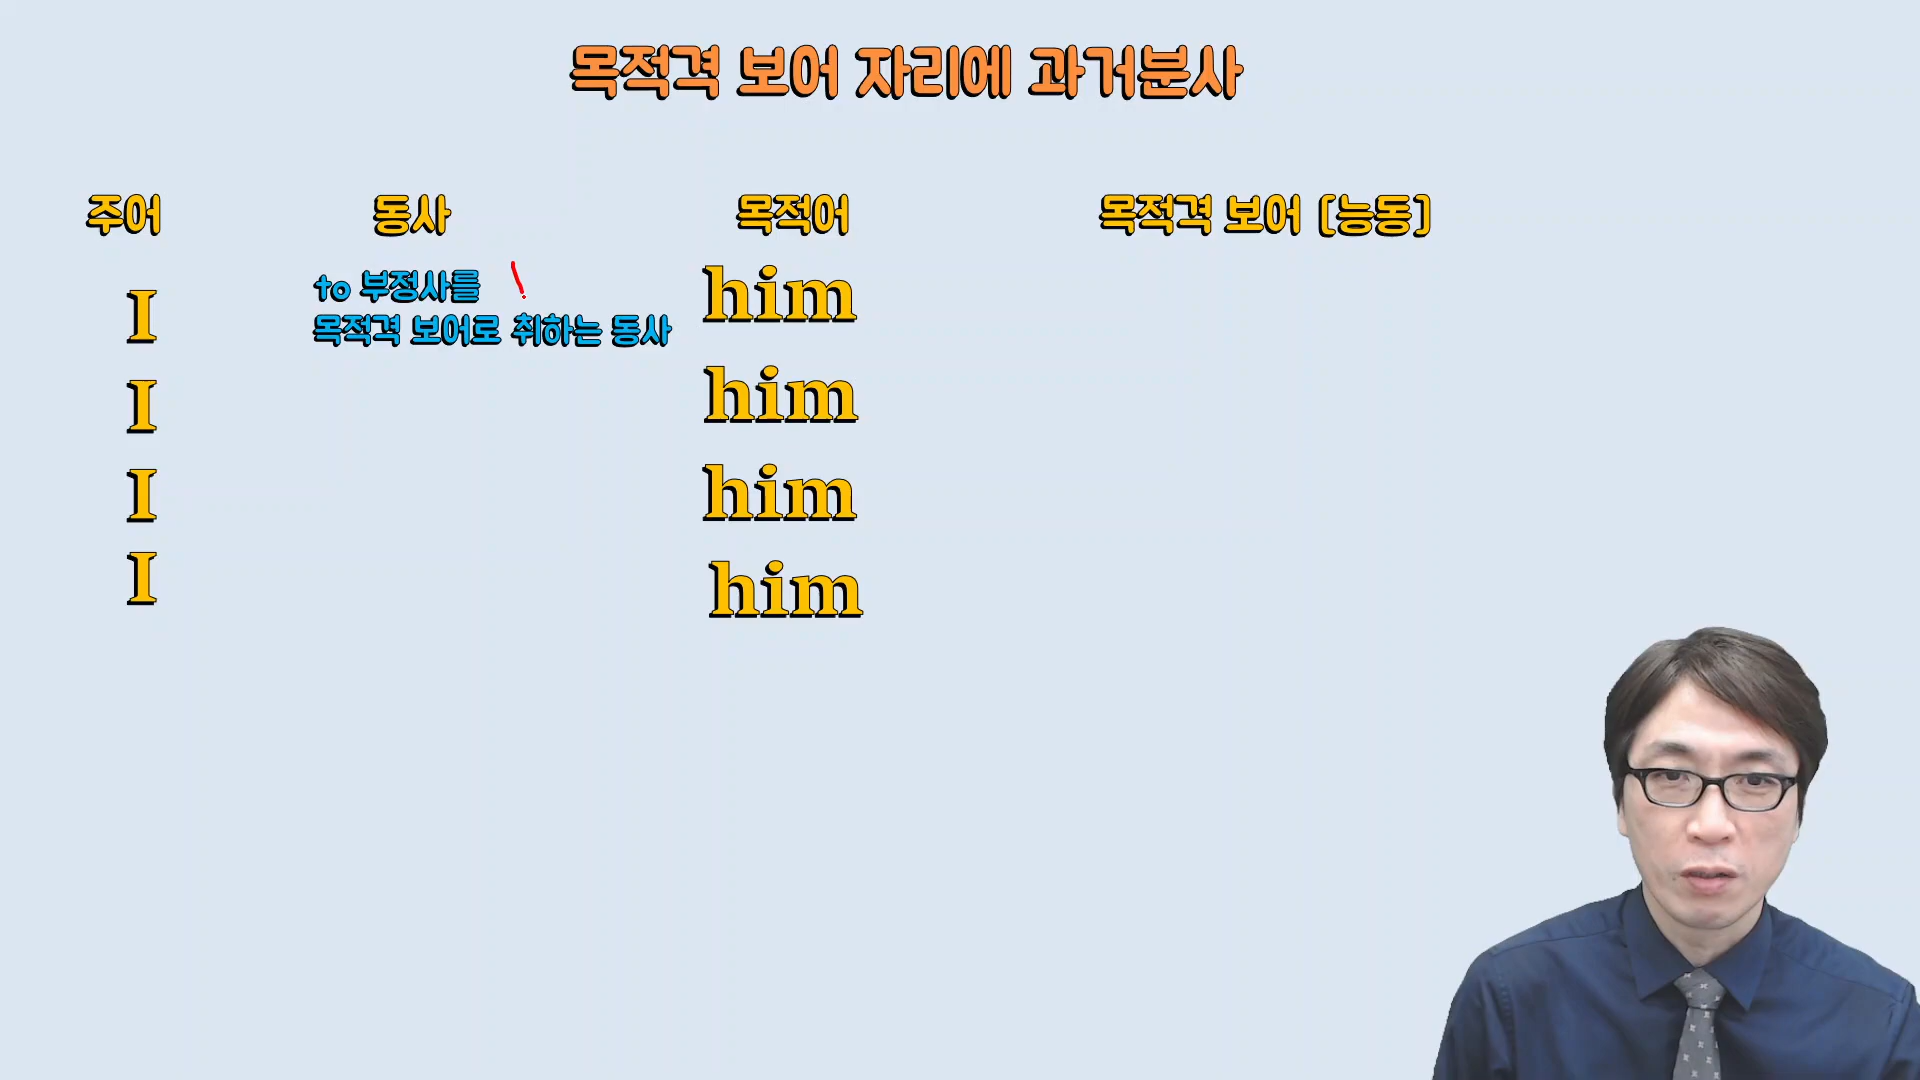 목적격 보어 자리에 과거분사
주어 동사 목적어 목적격 보어 (능동)
I to 부정사를 him
목적격 보어로 취하는 동사
I him
I him
I him